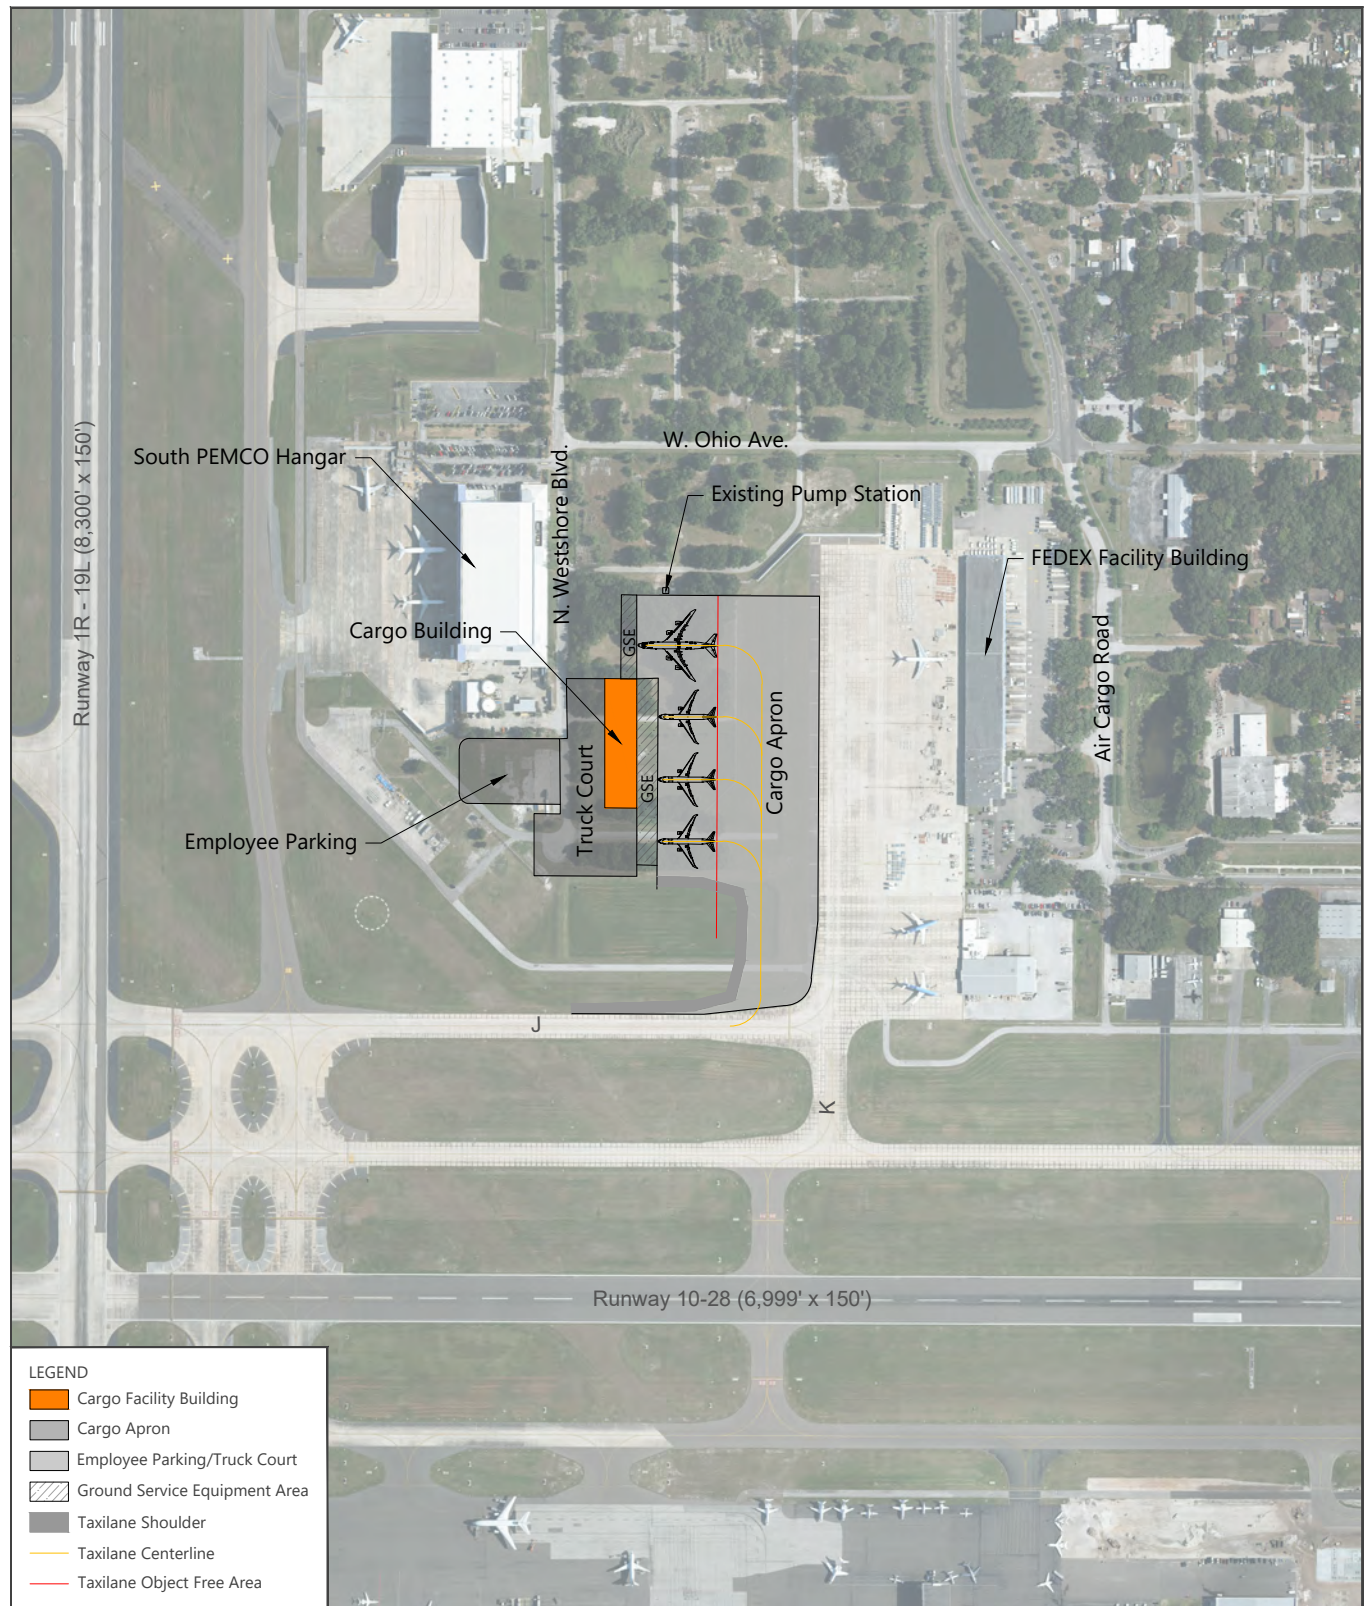 W. Ohio Ave.
South PEMCO Hangar
Existing Pump Station
N. Westshore Blvd.
Runway 1R - 19L (8,300' x 150')
FEDEX Facility Building
Cargo Building
GSE
Air Cargo Road
Cargo Apron
Truck Court
GSE
Employee Parking
J
K
Runway 10-28 (6,999' x 150')
LEGEND
Cargo Facility Building
Cargo Apron
Employee Parking/Truck Court
Ground Service Equipment Area
Taxilane Shoulder
Taxilane Centerline
Taxilane Object Free Area